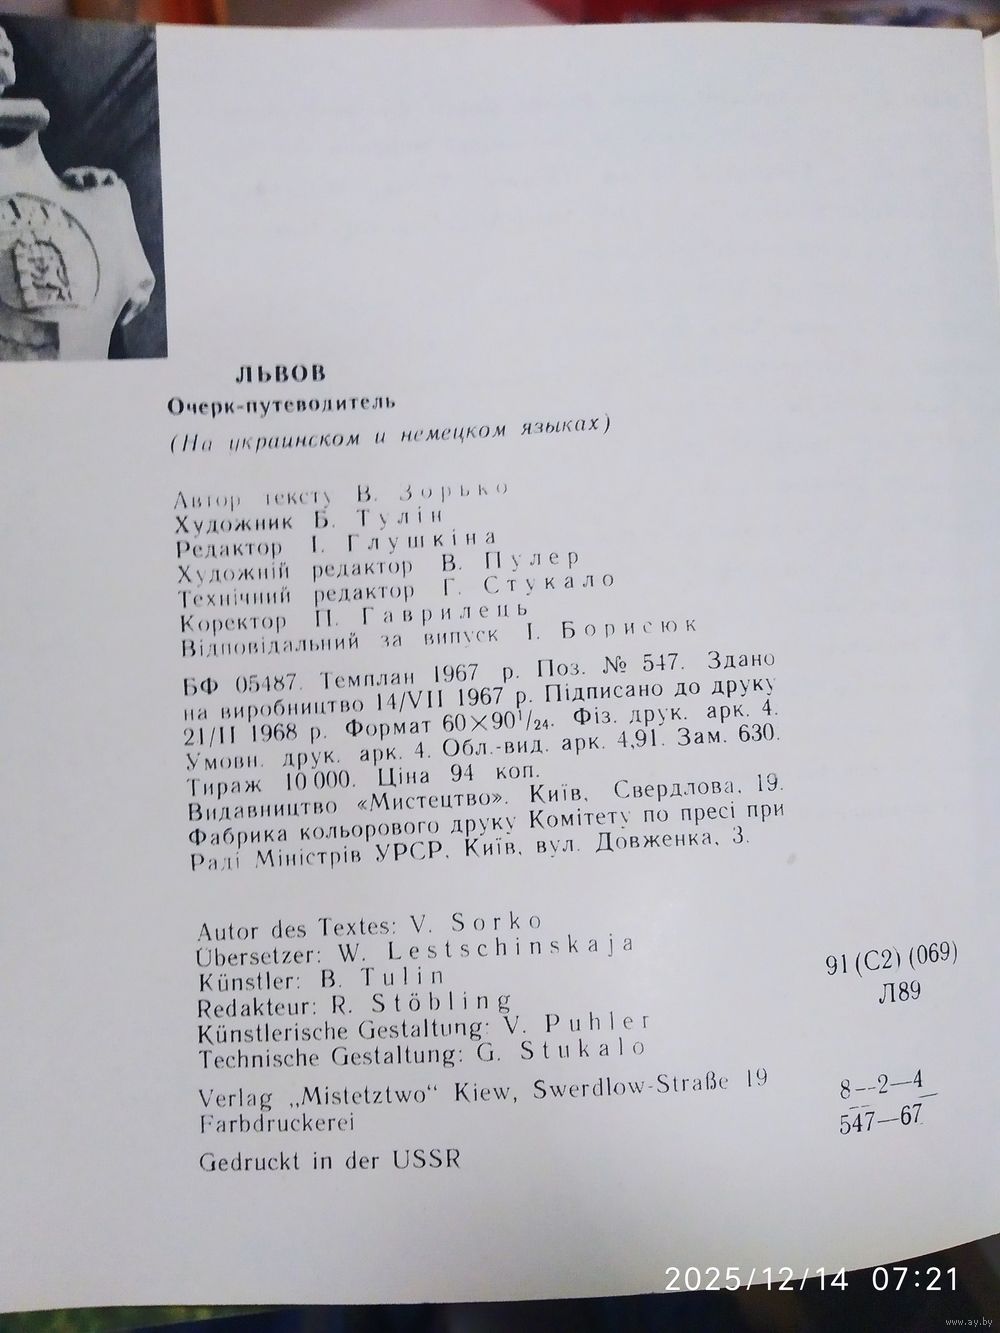 ЛЬВОВ
Очерк-путеводитель
(На украинском и немецком языках)
Автор тексту В. Зорько
Художник Б. Тулін
Редактор І. Глушкіна
Художній редактор В. Пулер
Технічний редактор Г. Стукало
Коректор П. Гаврилець
Відповідальний за випуск І. Борисюк
БФ 05487. Темплан 1967 р. Поз. № 547. Здано
на виробництво 14/VII 1967 р. Підписано до друку
21/II 1968 р. Формат 60×90¹/₂₄. Фіз. друк. арк. 4.
Умовн. друк. арк. 4. Обл.-вид. арк. 4,91. Зам. 630.
Тираж 10 000. Ціна 94 коп.
Видавництво «Мистецтво». Київ, Свердлова, 19.
Фабрика кольорового друку Комітету по пресі при
Раді Міністрів УРСР. Київ, вул. Довженка, 3.
Autor des Textes: V. Sorko
Übersetzer: W. Lestschinskaja
Künstler: B. Tulin
Redakteur: R. Stöbling
Künstlerische Gestaltung: V. Puhler
Technische Gestaltung: G. Stukalo
91(С2)(069)
Л89
Verlag „Mistetztwo“ Kiew, Swerdlow-Straße 19
Farbdruckerei
Gedruckt in der USSR
8—2—4
547—67
2025/12/14 07:21
www.ay.by